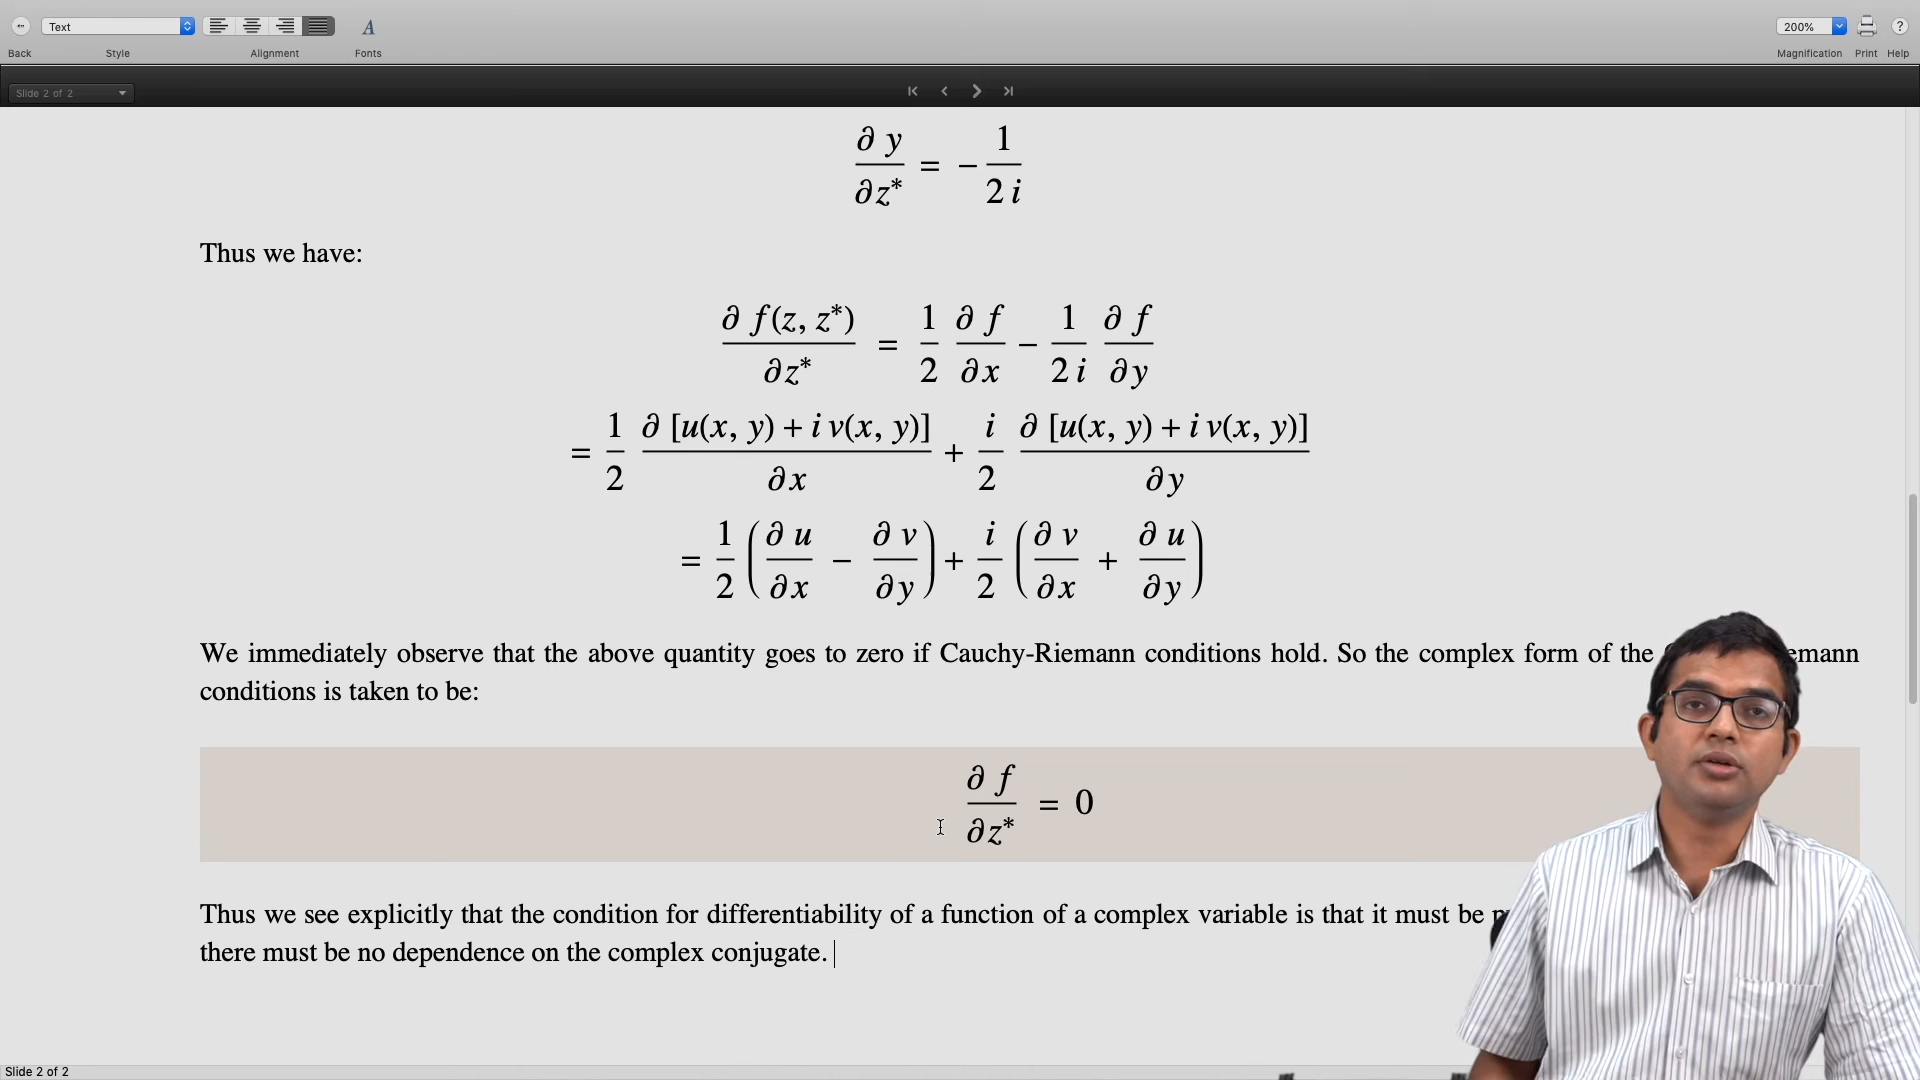 Text
Back Style Alignment Fonts
200%
Magnification Print Help
Slide 2 of 2
∂ y / ∂z* = − 1 / 2 i
Thus we have:
∂ f(z, z*) / ∂z* = 1/2 ∂ f / ∂x − 1 / 2 i ∂ f / ∂y
= 1/2 ∂ [u(x, y) + i v(x, y)] / ∂x + i/2 ∂ [u(x, y) + i v(x, y)] / ∂y
= 1/2 (∂ u / ∂x − ∂ v / ∂y) + i/2 (∂ v / ∂x + ∂ u / ∂y)
We immediately observe that the above quantity goes to zero if Cauchy-Riemann conditions hold. So the complex form of the
conditions is taken to be:
∂ f / ∂z* = 0
Thus we see explicitly that the condition for differentiability of a function of a complex variable is that it must be
there must be no dependence on the complex conjugate.
Slide 2 of 2